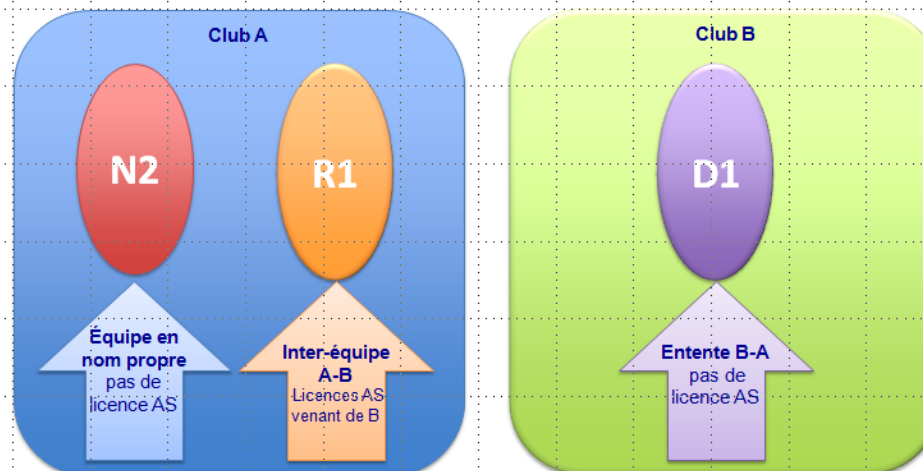 Club A
Club B
N2
R1
D1
Équipe en
nom propre
pas de
licence AS
Inter-équipe
A-B
Licences AS
venant de B
Entente B-A
pas de
licence AS